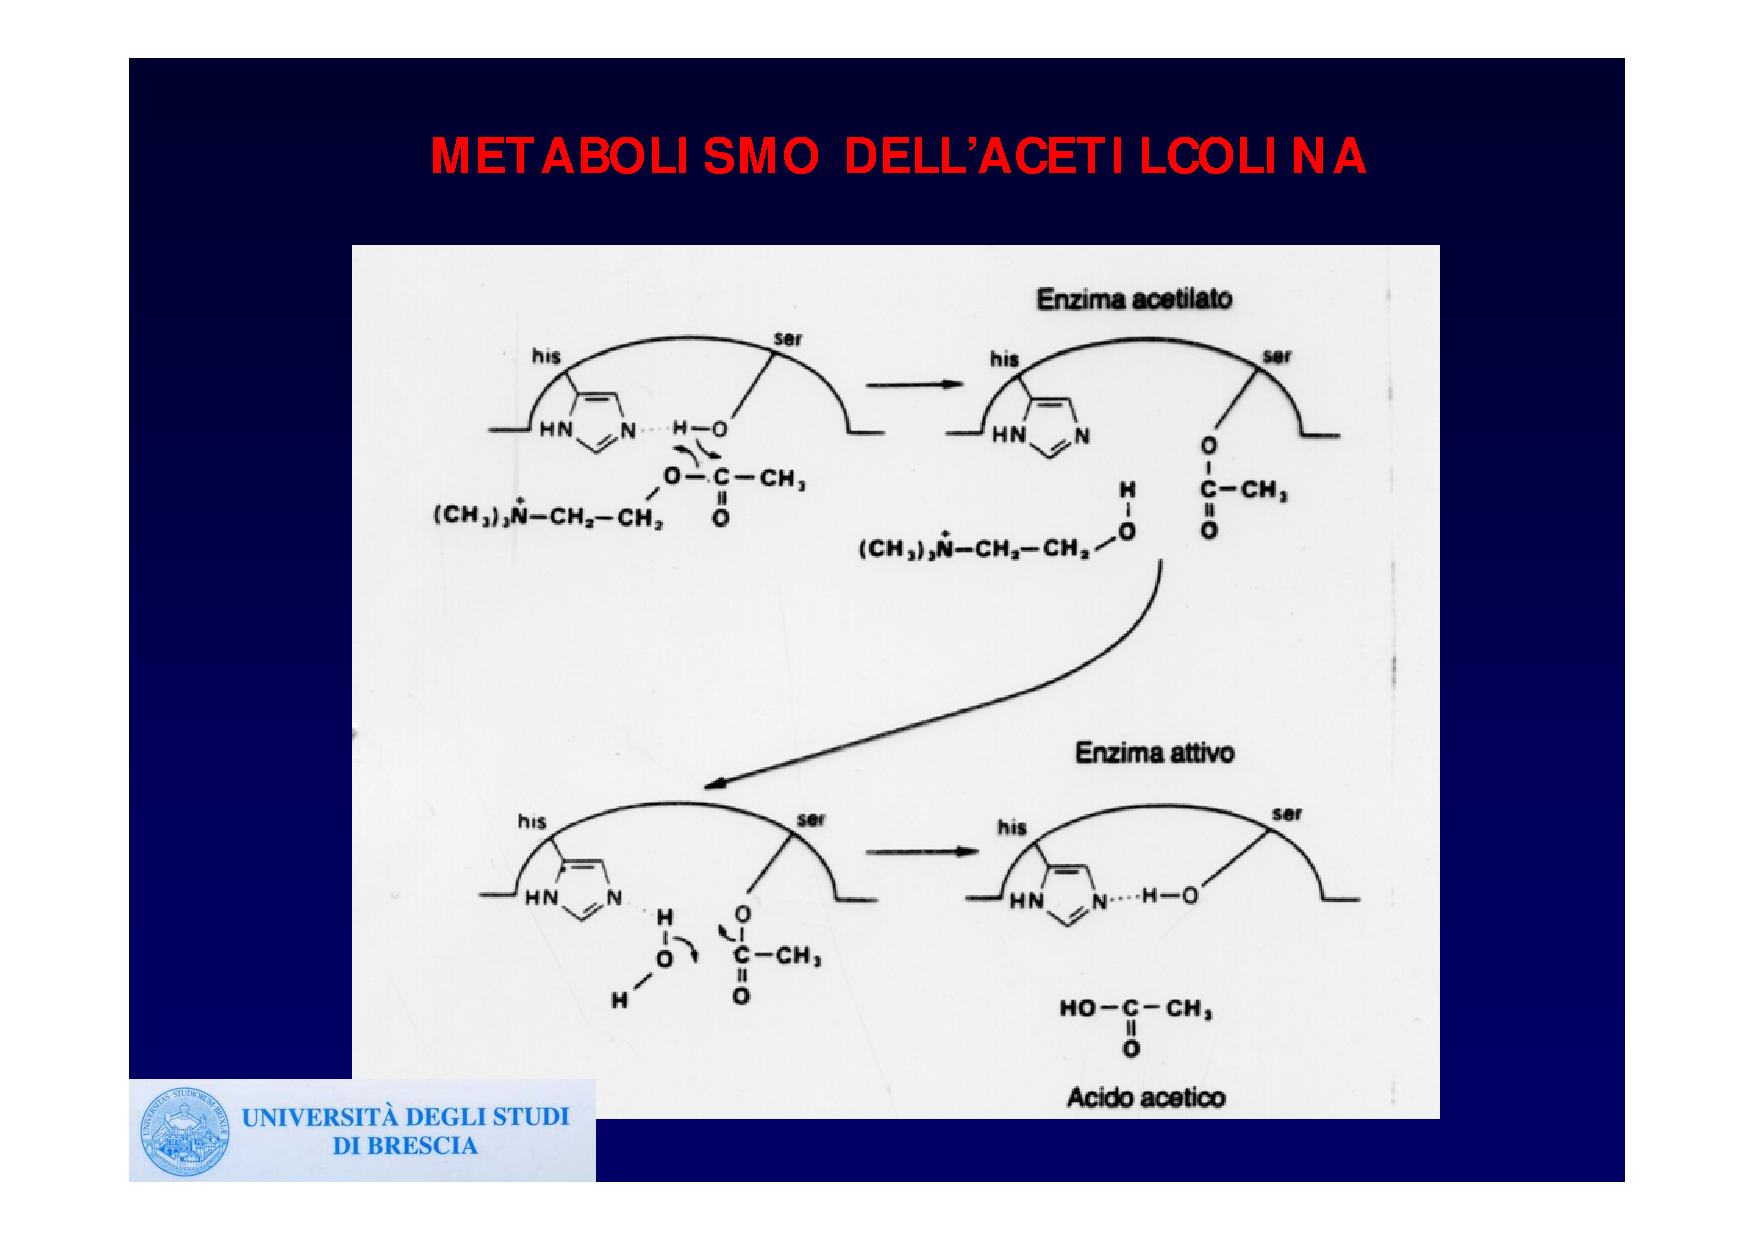 METABOLISMO DELL’ACETILCOLINA
Enzima acetilato
his
ser
HN
N
H–O
O–C–CH₃
O
(CH₃)₃N⁺–CH₂–CH₂
his
ser
HN
N
O
C–CH₃
O
H
O
(CH₃)₃N⁺–CH₂–CH₂
Enzima attivo
his
ser
HN
N
H
O
H
O
C–CH₃
O
his
ser
HN
N
H–O
HO–C–CH₃
O
Acido acetico
UNIVERSITÀ DEGLI STUDI
DI BRESCIA